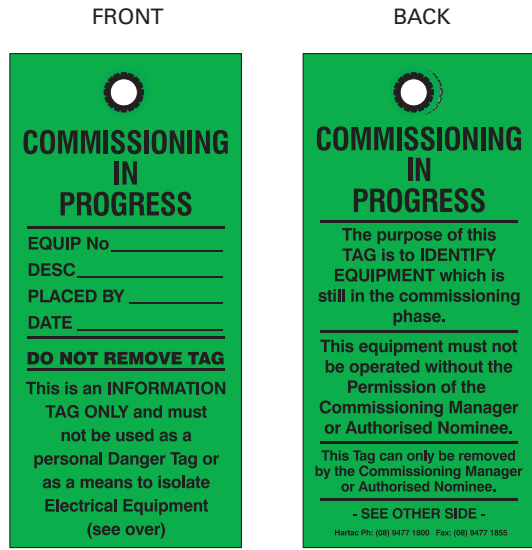 FRONT
COMMISSIONING
IN
PROGRESS
EQUIP No
DESC
PLACED BY
DATE
DO NOT REMOVE TAG
This is an INFORMATION
TAG ONLY and must
not be used as a
personal Danger Tag or
as a means to isolate
Electrical Equipment
(see over)
BACK
COMMISSIONING
IN
PROGRESS
The purpose of this
TAG is to IDENTIFY
EQUIPMENT which is
still in the commissioning
phase.
This equipment must not
be operated without the
Permission of the
Commissioning Manager
or Authorised Nominee.
This Tag can only be removed
by the Commissioning Manager
or Authorised Nominee.
- SEE OTHER SIDE -
Hartac Ph: (08) 9477 1800 Fax: (08) 9477 1855